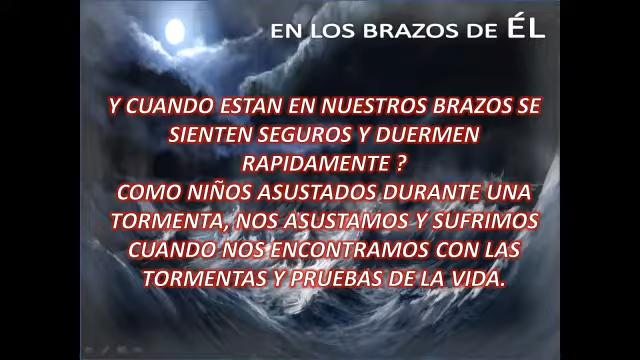 EN LOS BRAZOS DE ÉL
Y CUANDO ESTAN EN NUESTROS BRAZOS SE
SIENTEN SEGUROS Y DUERMEN
RAPIDAMENTE ?
COMO NIÑOS ASUSTADOS DURANTE UNA
TORMENTA, NOS ASUSTAMOS Y SUFRIMOS
CUANDO NOS ENCONTRAMOS CON LAS
TORMENTAS Y PRUEBAS DE LA VIDA.